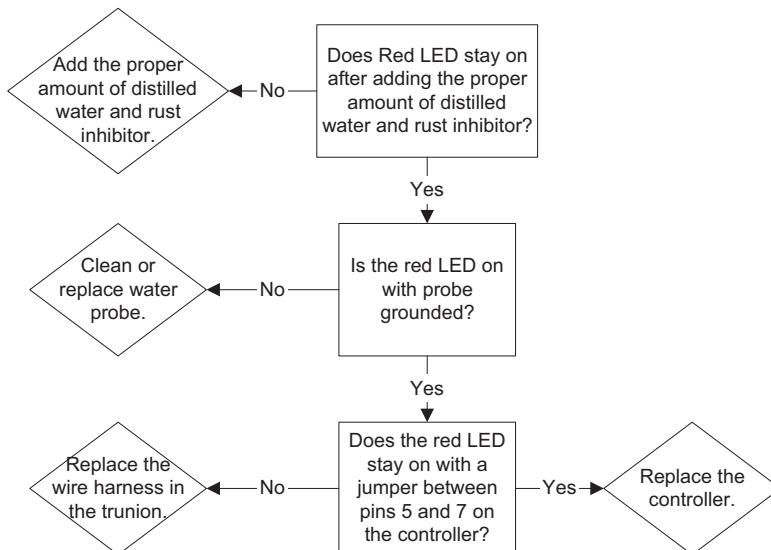 Add the proper
amount of distilled
water and rust
inhibitor.
No
Does Red LED stay on
after adding the proper
amount of distilled
water and rust inhibitor?
Yes
Clean or
replace water
probe.
No
Is the red LED on
with probe
grounded?
Yes
Replace the
wire harness in
the trunion.
No
Does the red LED
stay on with a
jumper between
pins 5 and 7 on
the controller?
Yes
Replace the
controller.